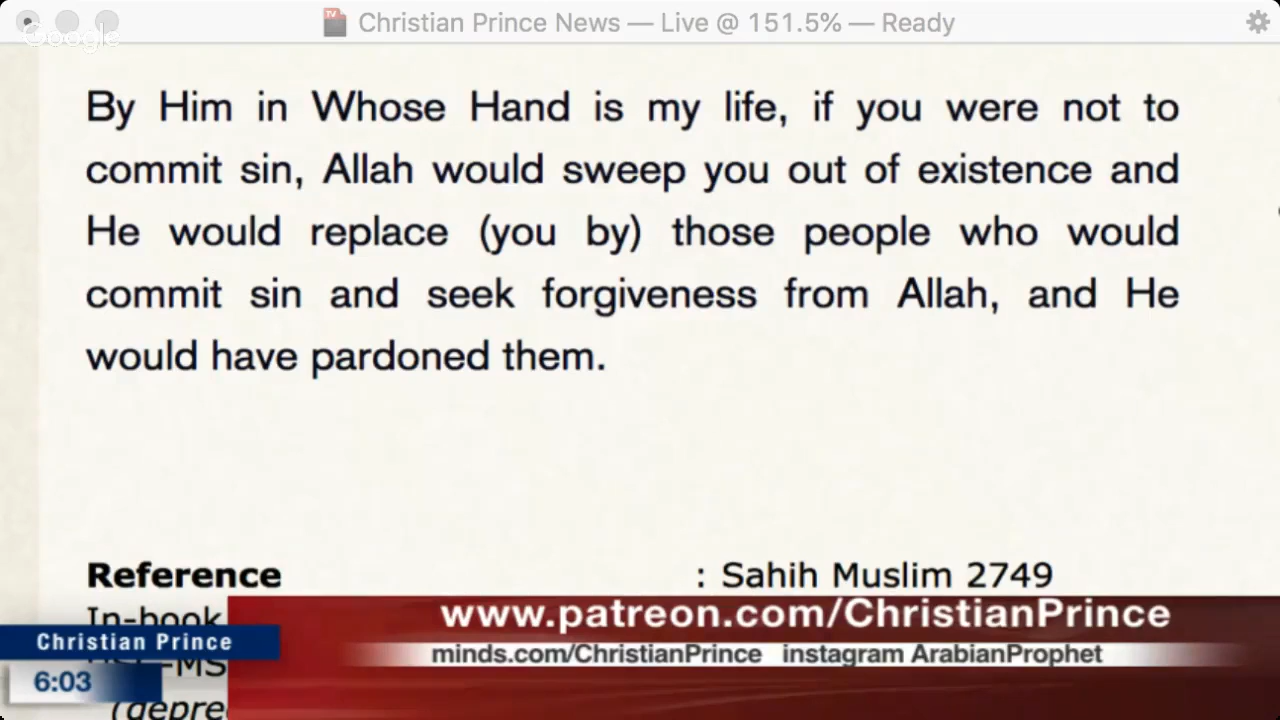 Christian Prince News — Live @ 151.5% — Ready
Google
By Him in Whose Hand is my life, if you were not to
commit sin, Allah would sweep you out of existence and
He would replace (you by) those people who would
commit sin and seek forgiveness from Allah, and He
would have pardoned them.
Reference : Sahih Muslim 2749
In-book
www.patreon.com/ChristianPrince
Christian Prince
minds.com/ChristianPrince instagram ArabianProphet
6:03